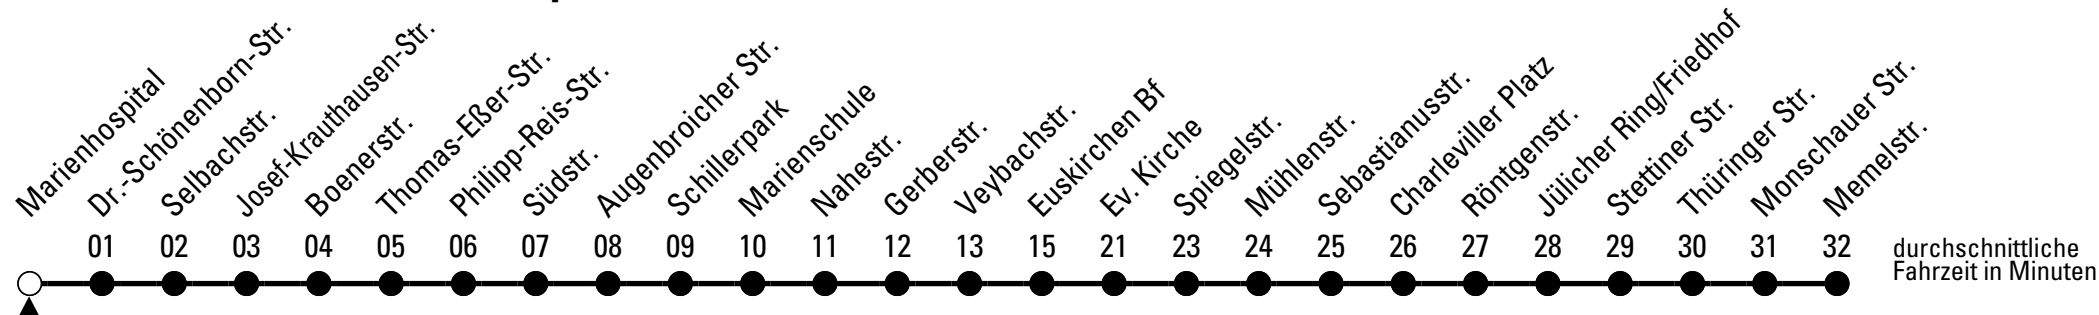 Marienhospital
Dr.-Schönenborn-Str.
Selbachstr.
Josef-Krauthausen-Str.
Boenerstr.
Thomas-Eßer-Str.
Philipp-Reis-Str.
Südstr.
Augenbroicher Str.
Schillerpark
Marienschule
Nahestr.
Gerberstr.
Veybachstr.
Euskirchen Bf
Ev. Kirche
Spiegelstr.
Mühlenstr.
Sebastianusstr.
Charleviller Platz
Röntgenstr.
Jülicher Ring/Friedhof
Stettiner Str.
Thüringer Str.
Monschauer Str.
Memelstr.
01 02 03 04 05 06 07 08 09 10 11 12 13 15 21 23 24 25 26 27 28 29 30 31 32
durchschnittliche
Fahrzeit in Minuten